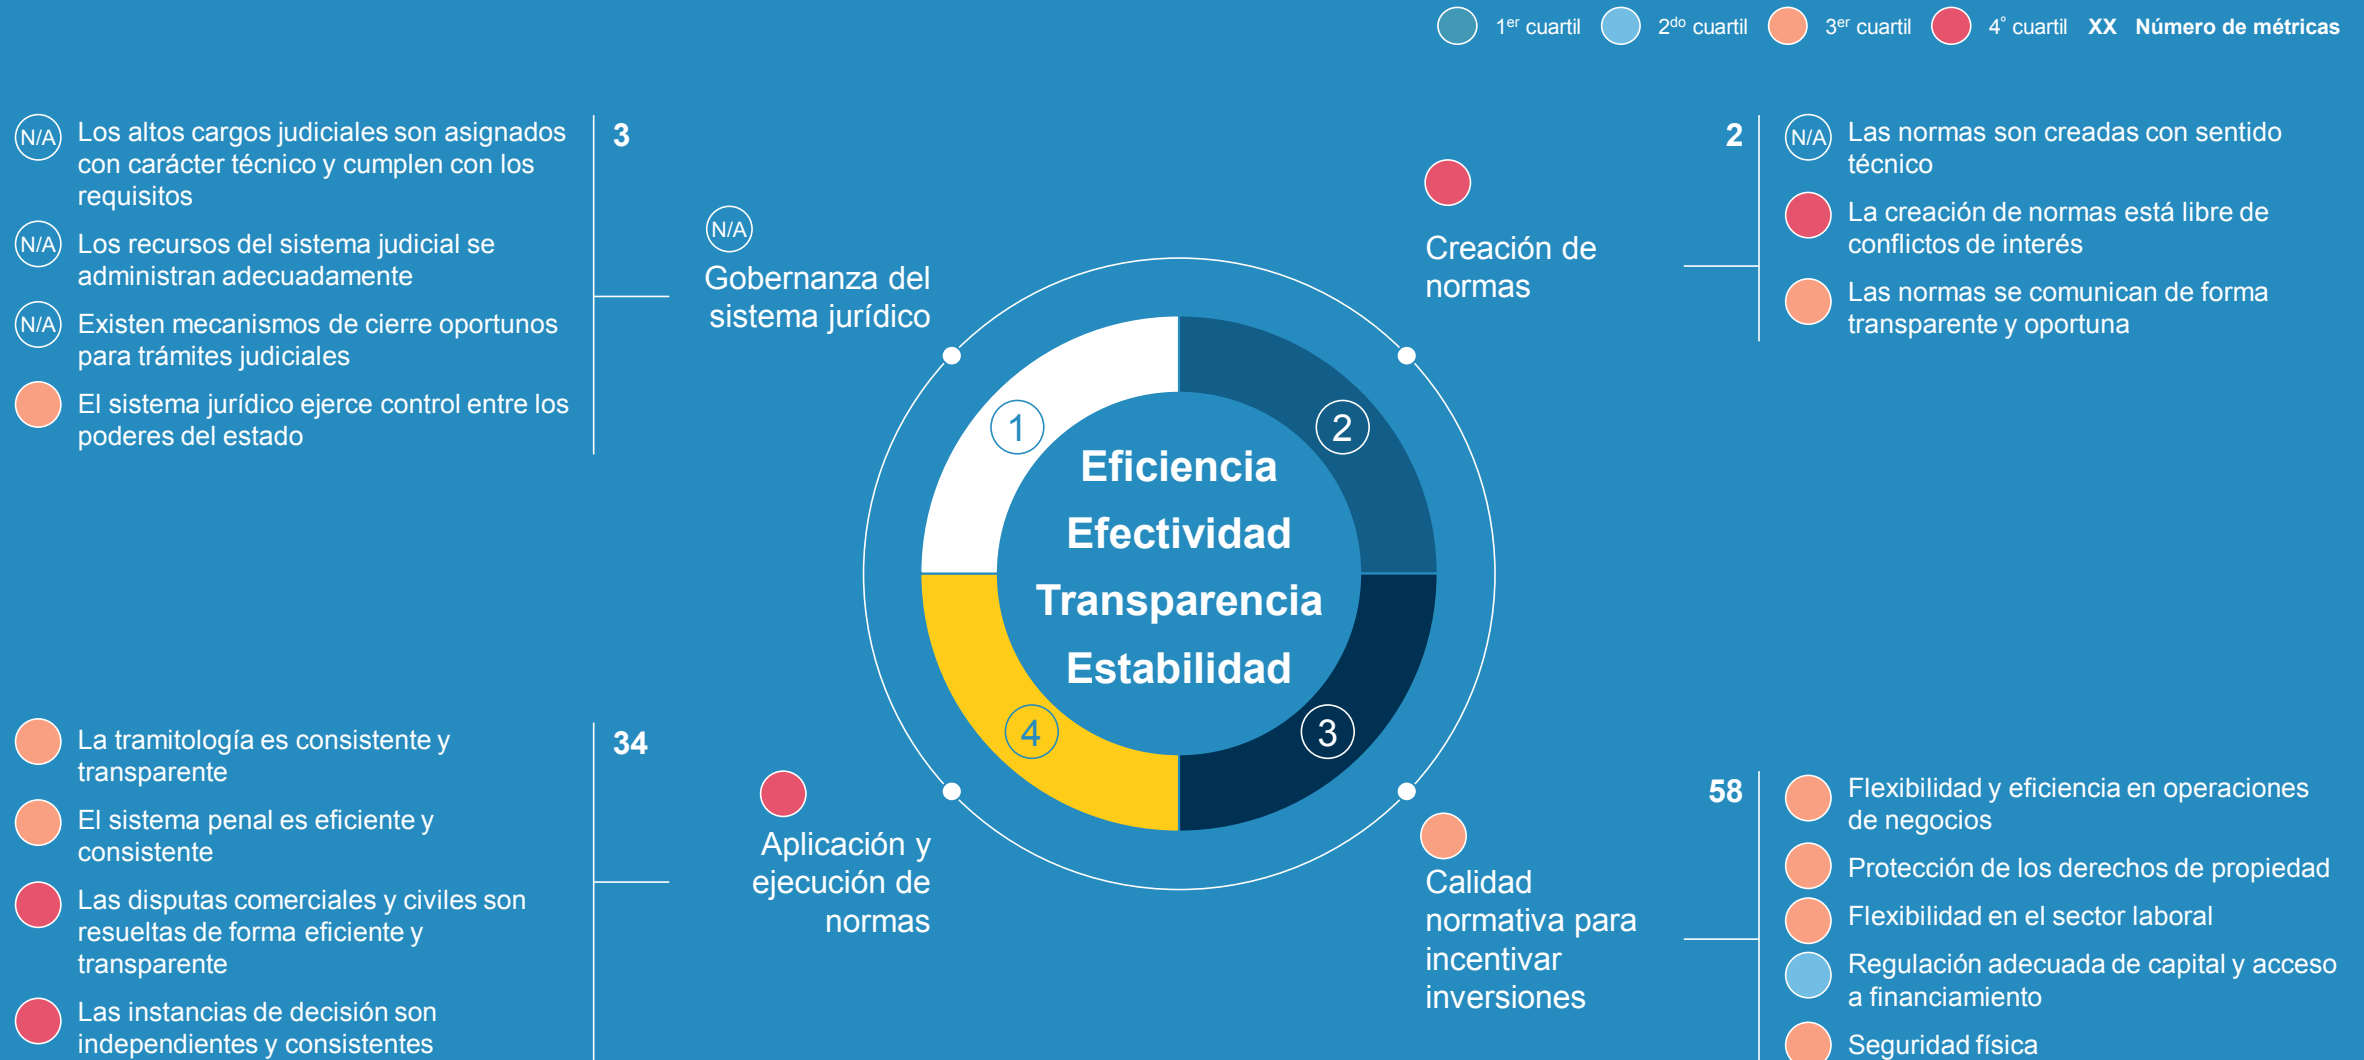 1er cuartil 2do cuartil 3er cuartil 4° cuartil XX Número de métricas
N/A Los altos cargos judiciales son asignados
con carácter técnico y cumplen con los
requisitos
N/A Los recursos del sistema judicial se
administran adecuadamente
N/A Existen mecanismos de cierre oportunos
para trámites judiciales
El sistema jurídico ejerce control entre los
poderes del estado
3
N/A
Gobernanza del
sistema jurídico
Creación de
normas
2
N/A Las normas son creadas con sentido
técnico
La creación de normas está libre de
conflictos de interés
Las normas se comunican de forma
transparente y oportuna
1
2
Eficiencia
Efectividad
Transparencia
Estabilidad
4
3
La tramitología es consistente y
transparente
El sistema penal es eficiente y
consistente
Las disputas comerciales y civiles son
resueltas de forma eficiente y
transparente
Las instancias de decisión son
independientes y consistentes
34
Aplicación y
ejecución de
normas
Calidad
normativa para
incentivar
inversiones
58
Flexibilidad y eficiencia en operaciones
de negocios
Protección de los derechos de propiedad
Flexibilidad en el sector laboral
Regulación adecuada de capital y acceso
a financiamiento
Seguridad física